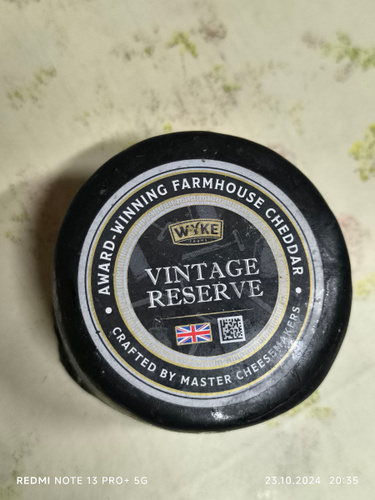 AWARD-WINNING FARMHOUSE CHEDDAR
WYKE
FARMS
VINTAGE
RESERVE
CRAFTED BY MASTER CHEESEMAKERS
REDMI NOTE 13 PRO+ 5G
23.10.2024 20:35